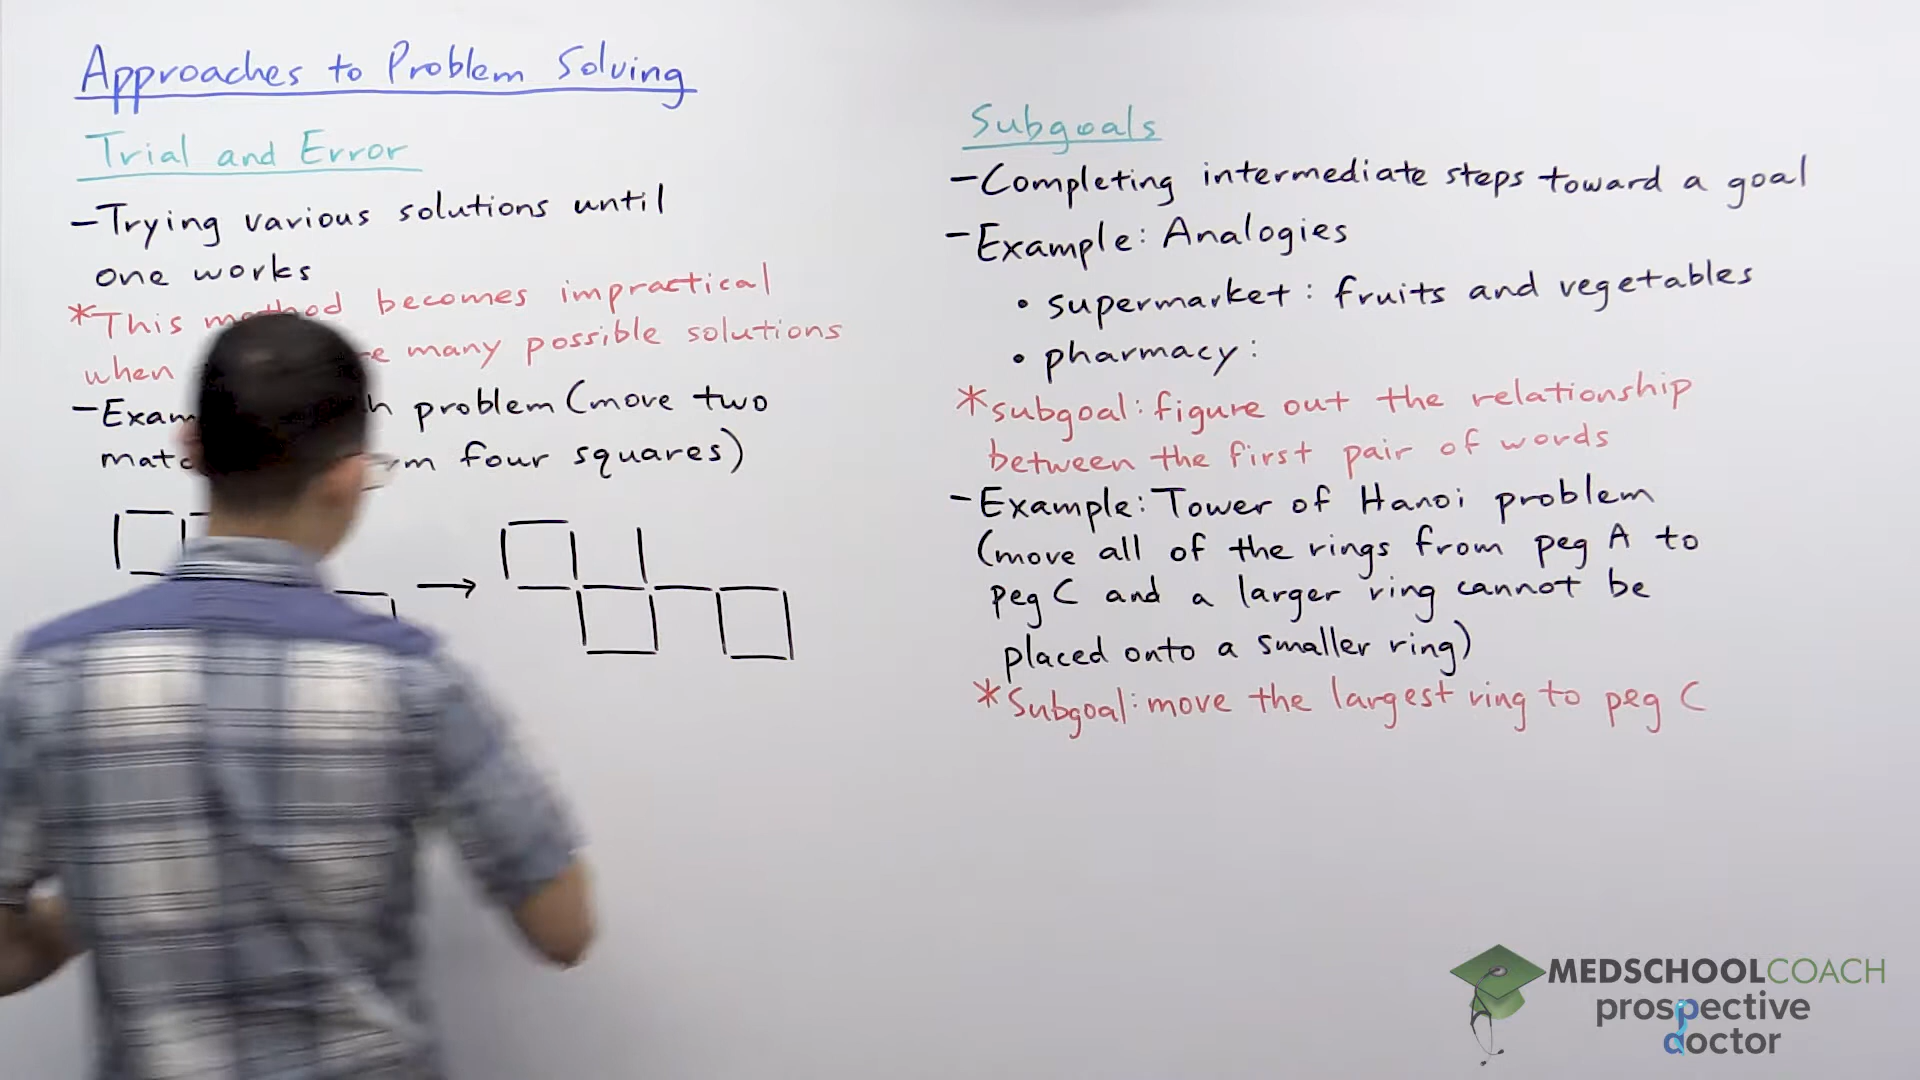 Approaches to Problem Solving
Trial and Error
-Trying various solutions until
one works
*This method becomes impractical
when many possible solutions
- problem (move two
four squares)
Subgoals
-Completing intermediate steps toward a goal
-Example: Analogies
• supermarket: fruits and vegetables
• pharmacy:
*subgoal: figure out the relationship
between the first pair of words
-Example: Tower of Hanoi problem
(move all of the rings from peg A to
peg C and a larger ring cannot be
placed onto a smaller ring)
*Subgoal: move the largest ring to peg C
MEDSCHOOLCOACH
prospective
doctor